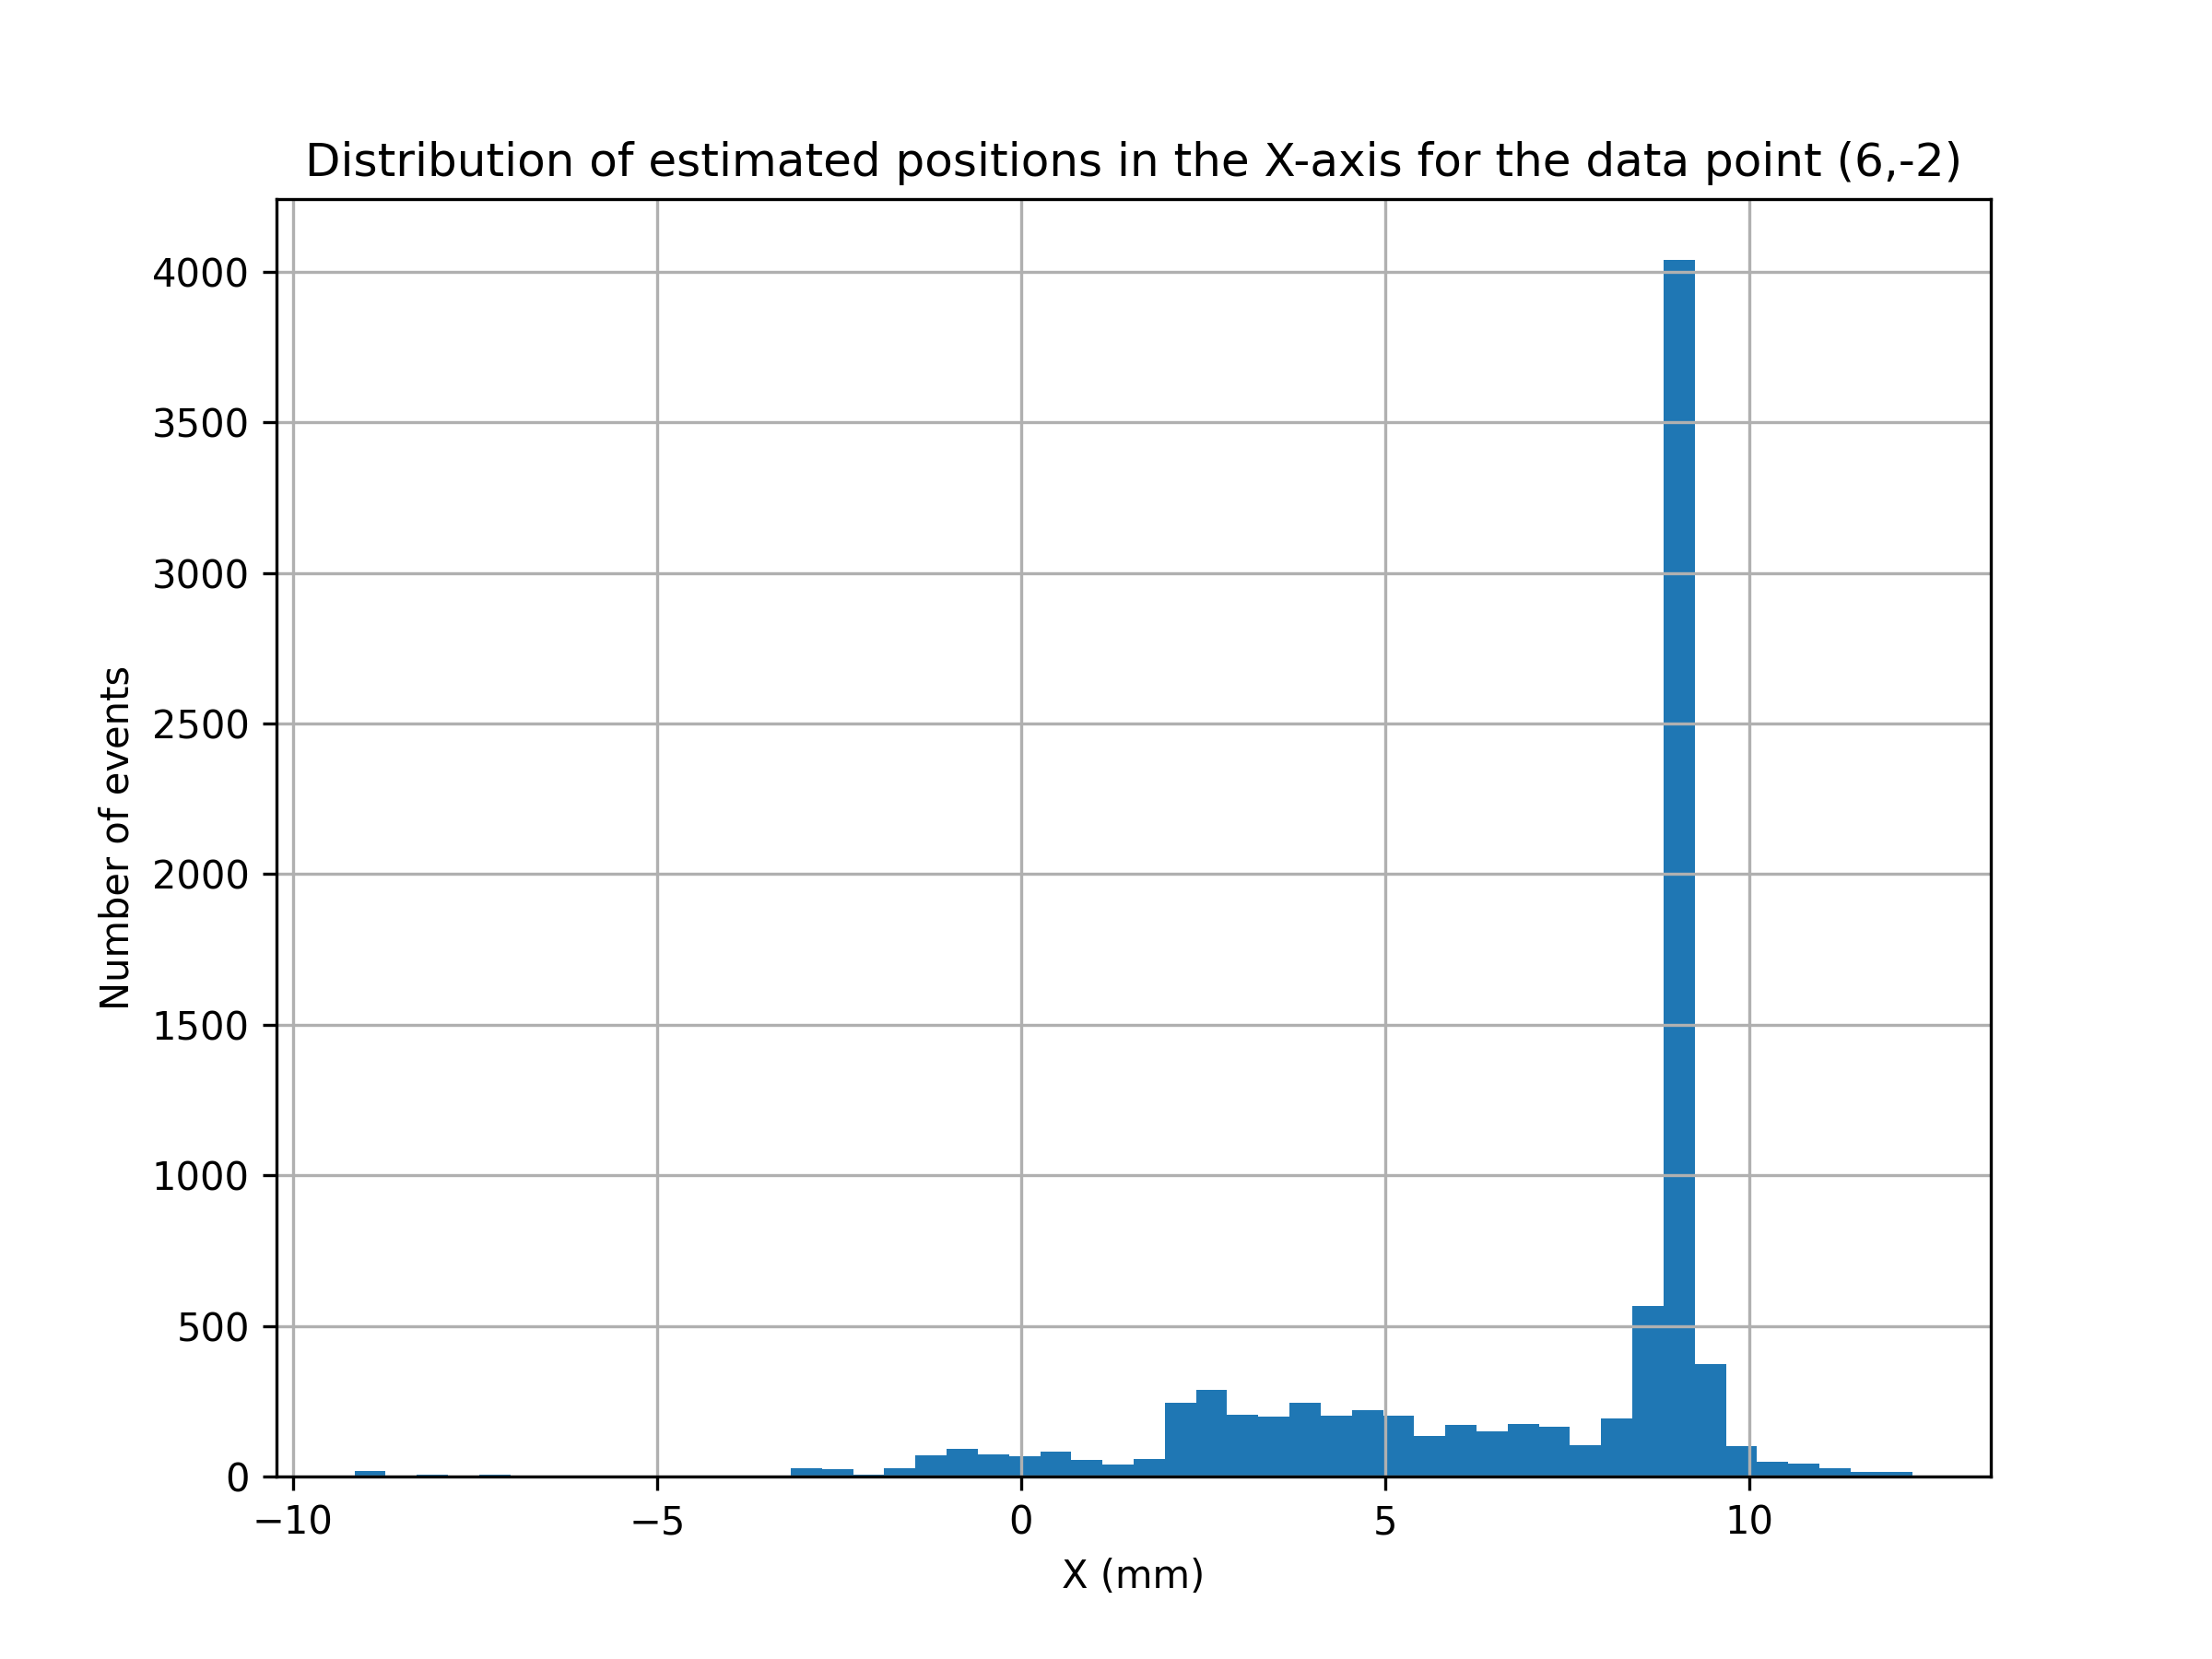 Distribution of estimated positions in the X-axis for the data point (6,-2)
4000
3500
3000
2500
2000
1500
1000
500
0
Number of events
−10 −5 0 5 10
X (mm)